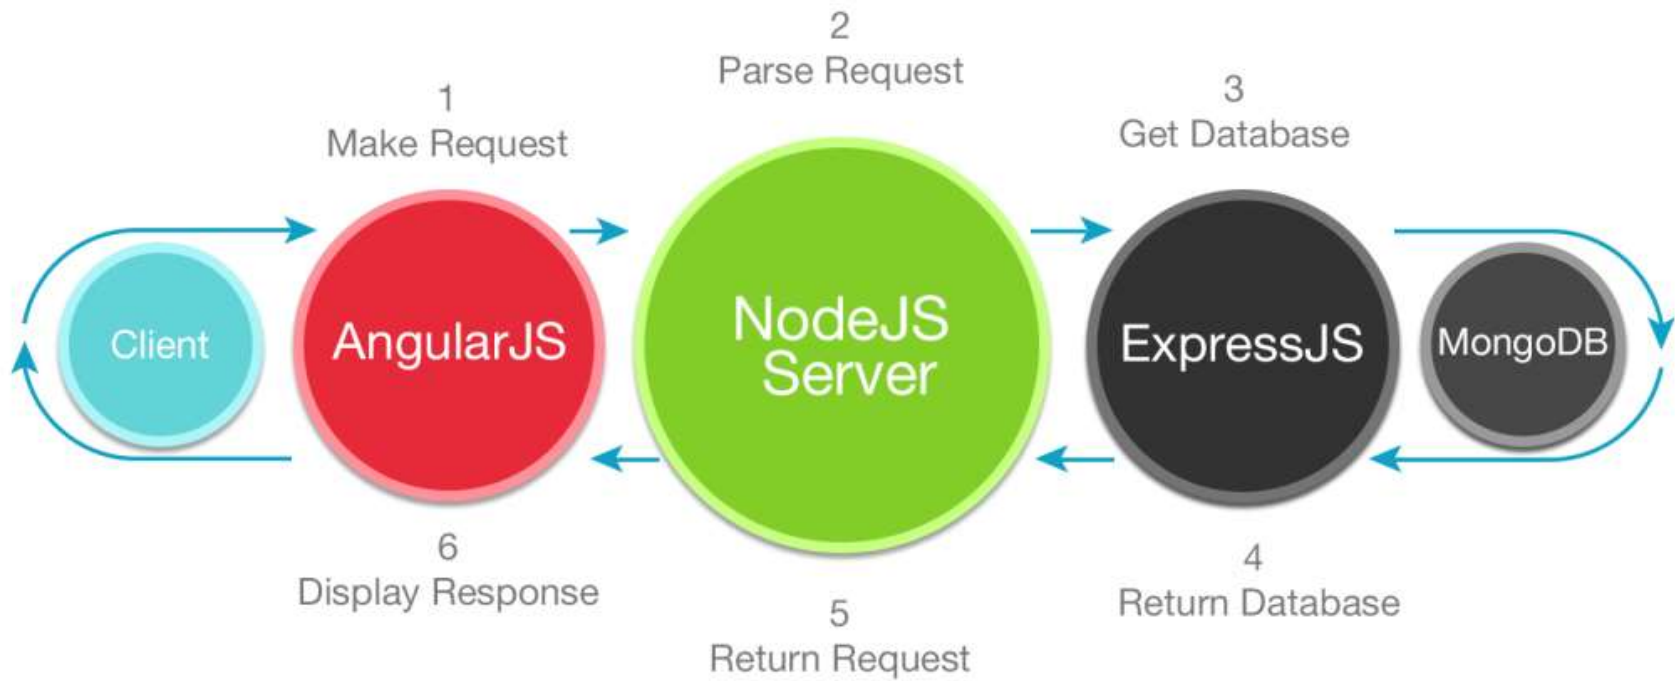 2
Parse Request
1
Make Request
3
Get Database
Client
AngularJS
NodeJS
Server
ExpressJS
MongoDB
6
Display Response
4
Return Database
5
Return Request